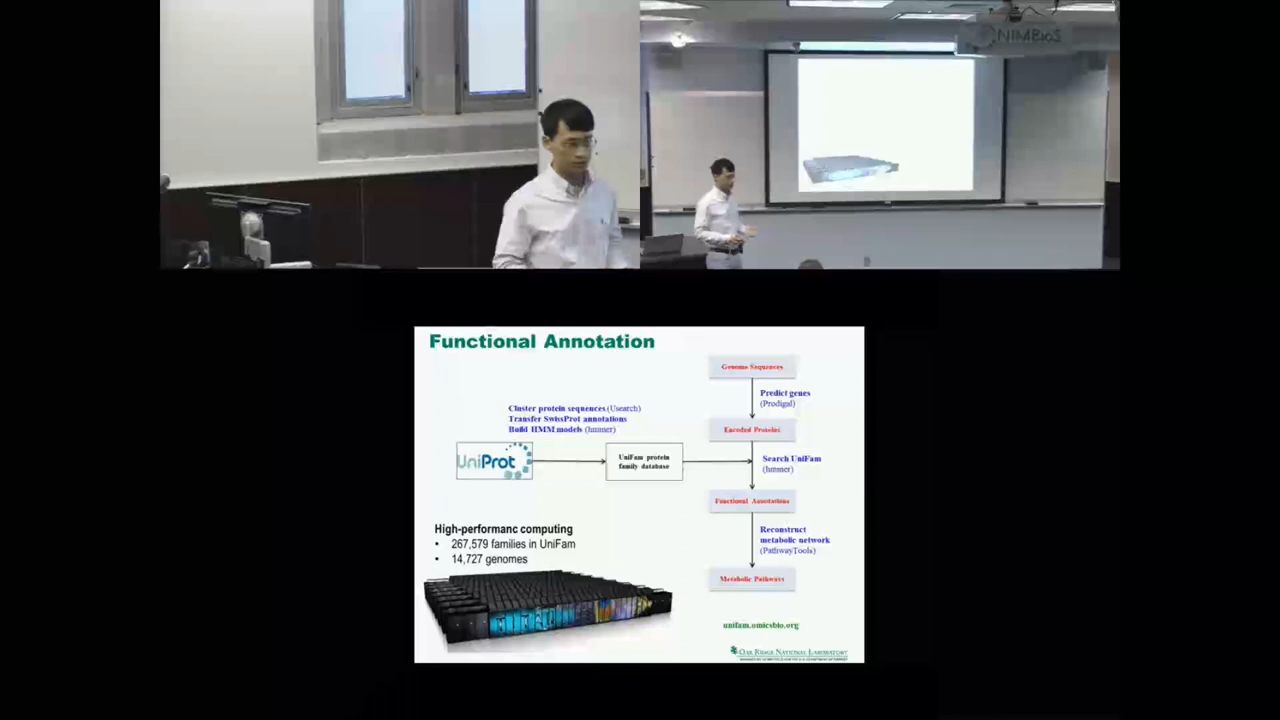 NIMBioS
Functional Annotation
Genome Sequences
Predict genes
(Prodigal)
Cluster protein sequences (Usearch)
Transfer SwissProt annotations
Build HMM models (hmmer)
Encoded Proteins
UniProt
UniFam protein
family database
Search UniFam
(hmmer)
Functional Annotations
High-performanc computing
• 267,579 families in UniFam
• 14,727 genomes
Reconstruct
metabolic network
(PathwayTools)
Metabolic Pathways
unifam.omicsbio.org
OAK RIDGE NATIONAL LABORATORY